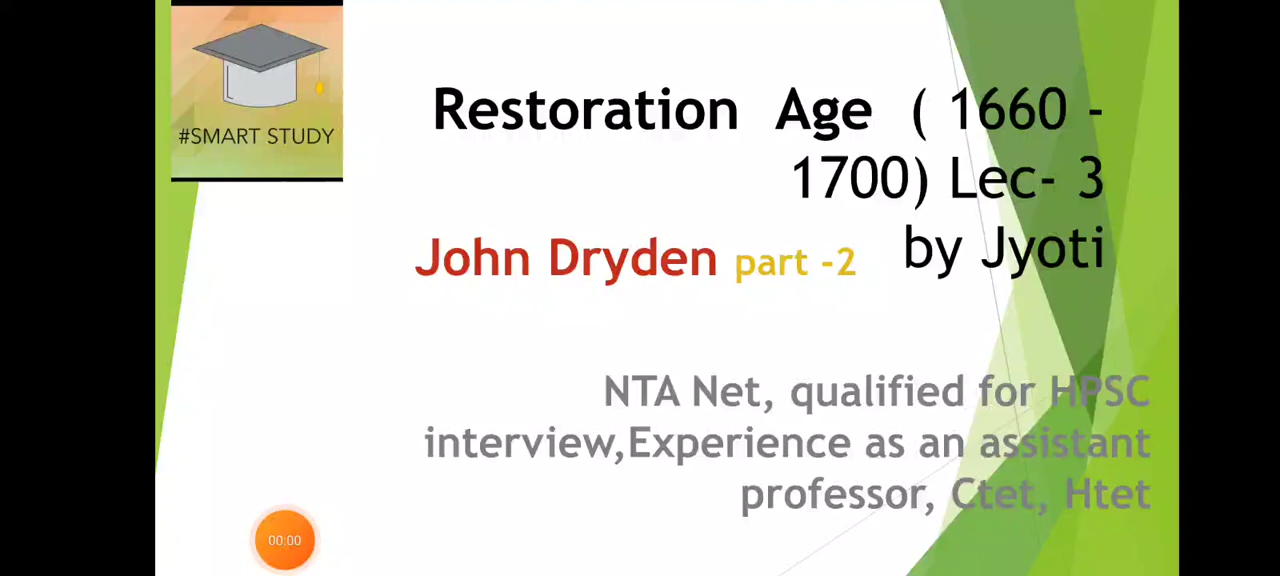 #SMART STUDY
Restoration Age ( 1660 -
1700) Lec- 3
by Jyoti
John Dryden part -2
NTA Net, qualified for HPSC
interview,Experience as an assistant
professor, Ctet, Htet
00:00